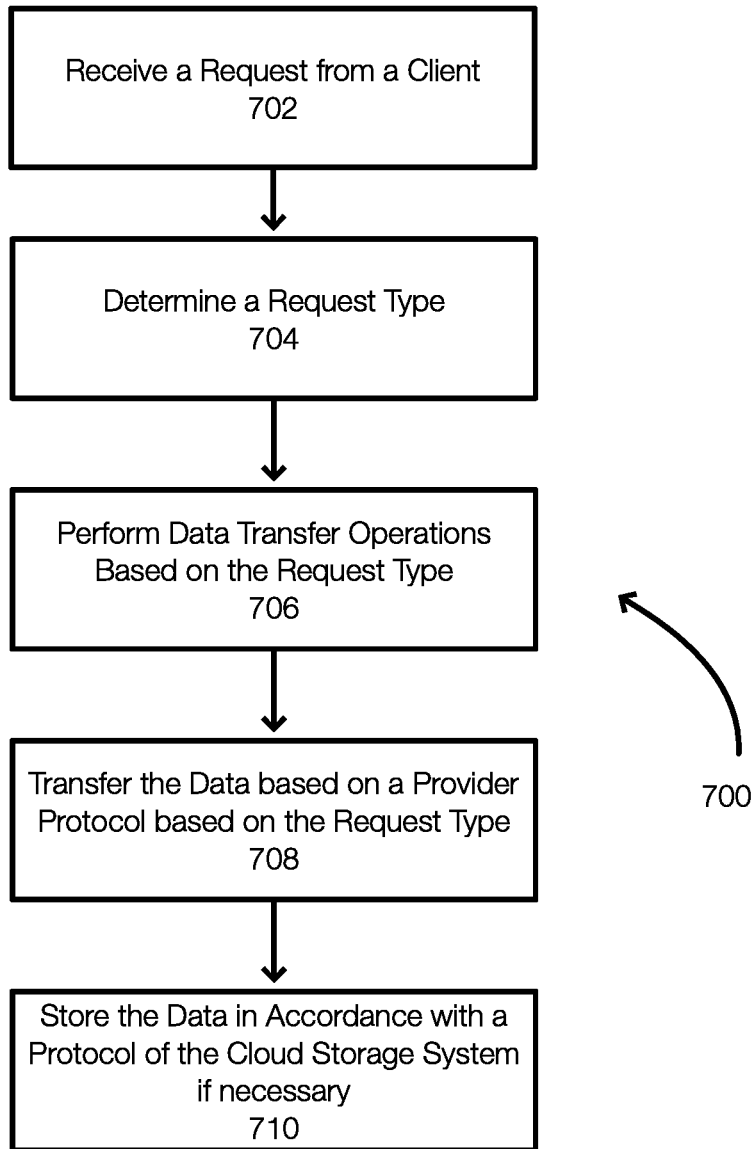 Receive a Request from a Client
702
Determine a Request Type
704
Perform Data Transfer Operations
Based on the Request Type
706
700
Transfer the Data based on a Provider
Protocol based on the Request Type
708
Store the Data in Accordance with a
Protocol of the Cloud Storage System
if necessary
710